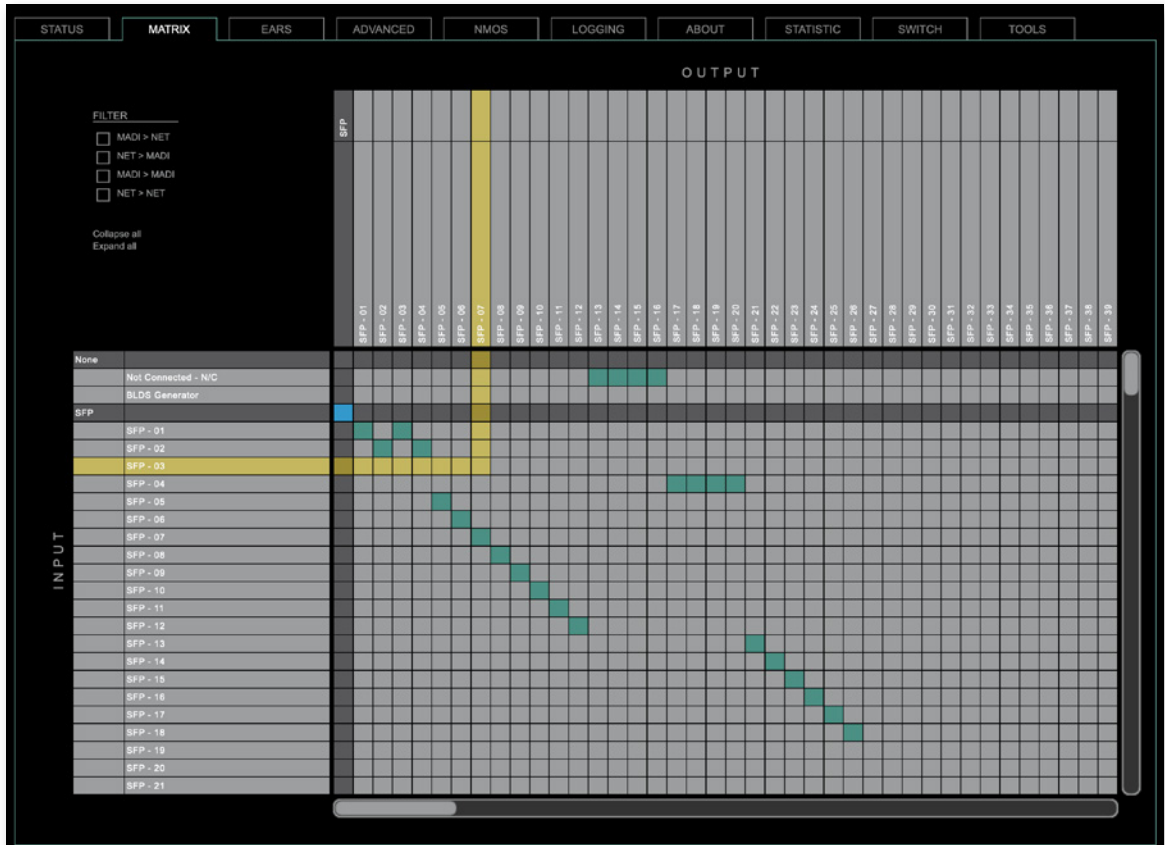 STATUS MATRIX EARS ADVANCED NMOS LOGGING ABOUT STATISTIC SWITCH TOOLS
OUTPUT
FILTER
MADI > NET
NET > MADI
MADI > MADI
NET > NET
Collapse all
Expand all
SFP
SFP - 01
SFP - 02
SFP - 03
SFP - 04
SFP - 05
SFP - 06
SFP - 07
SFP - 08
SFP - 09
SFP - 10
SFP - 11
SFP - 12
SFP - 13
SFP - 14
SFP - 15
SFP - 16
SFP - 17
SFP - 18
SFP - 19
SFP - 20
SFP - 21
SFP - 22
SFP - 23
SFP - 24
SFP - 25
SFP - 26
SFP - 27
SFP - 28
SFP - 29
SFP - 30
SFP - 31
SFP - 32
SFP - 33
SFP - 34
SFP - 35
SFP - 36
SFP - 37
SFP - 38
SFP - 39
INPUT
None
Not Connected - N/C
BLDS Generator
SFP
SFP - 01
SFP - 02
SFP - 03
SFP - 04
SFP - 05
SFP - 06
SFP - 07
SFP - 08
SFP - 09
SFP - 10
SFP - 11
SFP - 12
SFP - 13
SFP - 14
SFP - 15
SFP - 16
SFP - 17
SFP - 18
SFP - 19
SFP - 20
SFP - 21